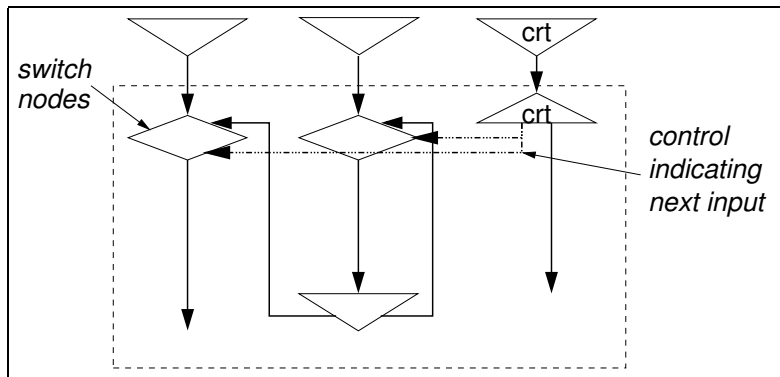 crt
switch
nodes
crt
control
indicating
next input